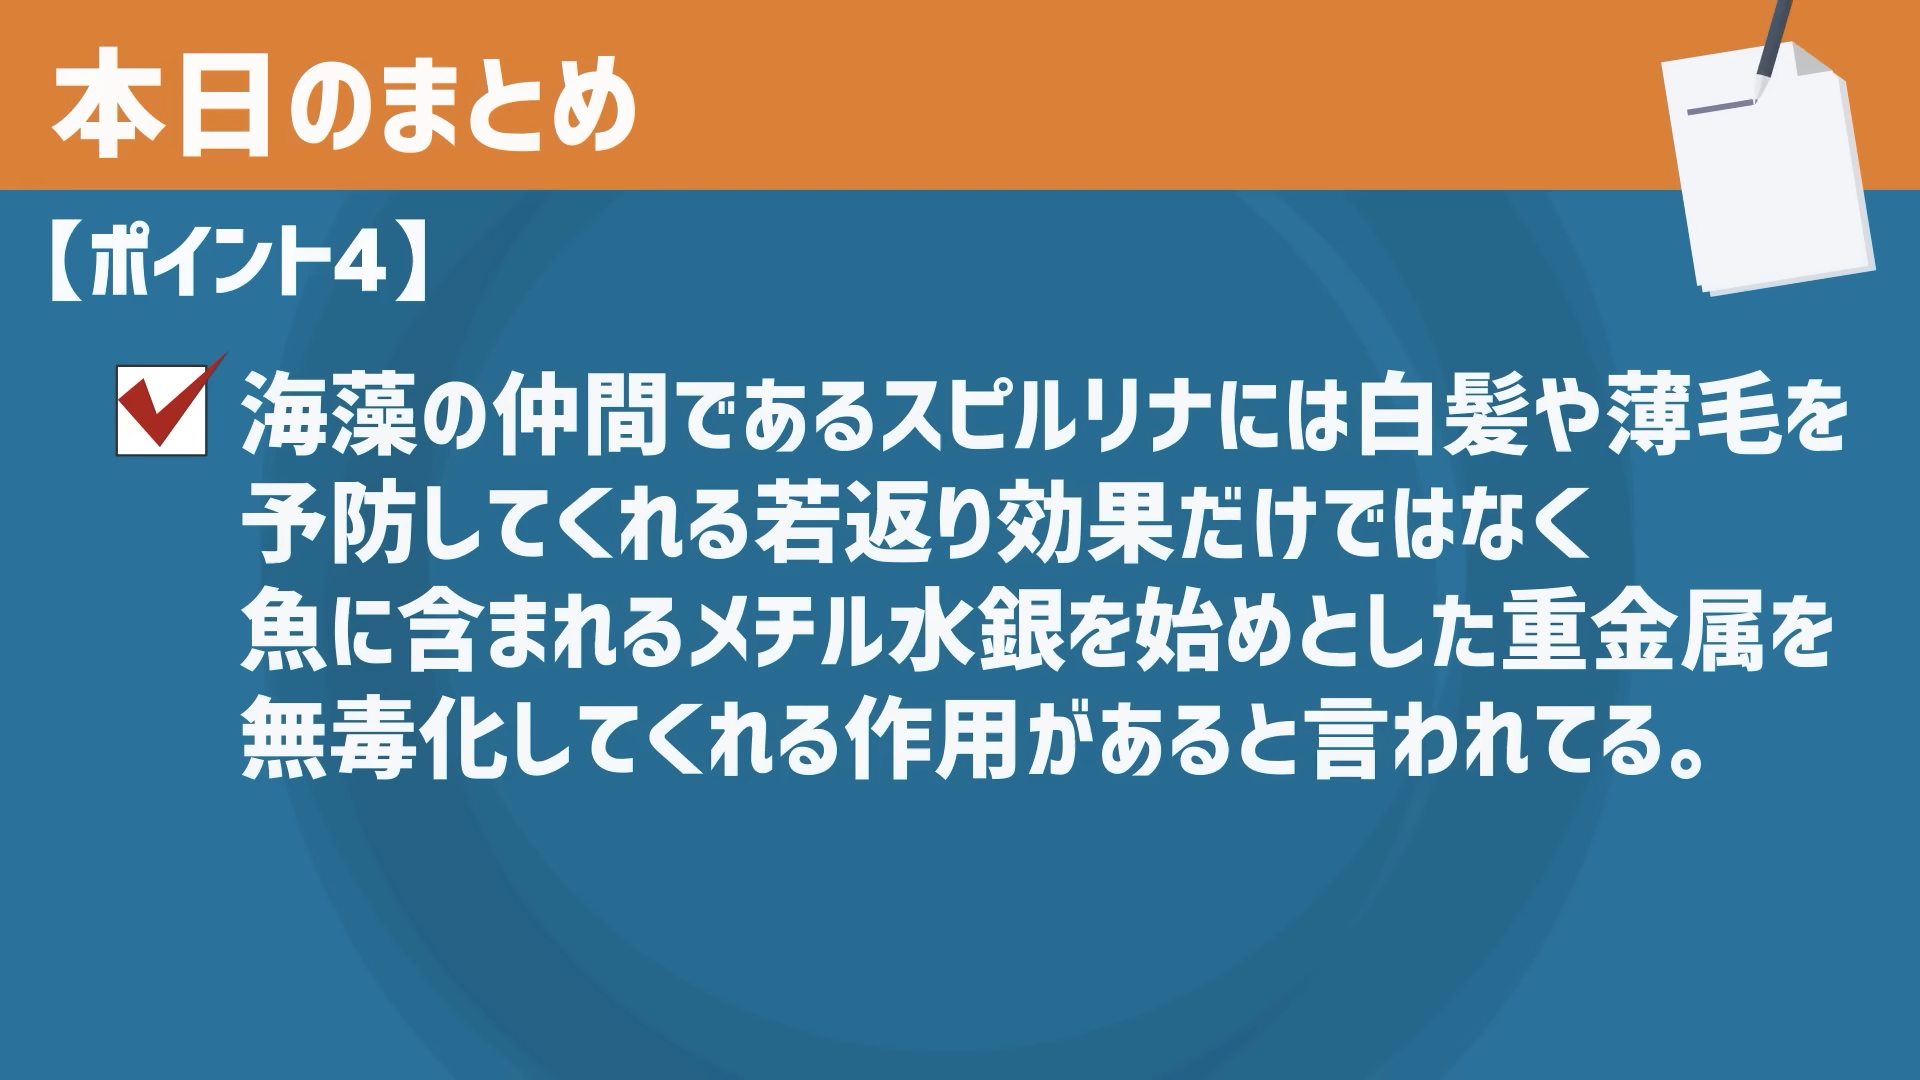 本日のまとめ
【ポイント4】
海藻の仲間であるスピルリナには白髪や薄毛を
予防してくれる若返り効果だけではなく
魚に含まれるメチル水銀を始めとした重金属を
無毒化してくれる作用があると言われてる。